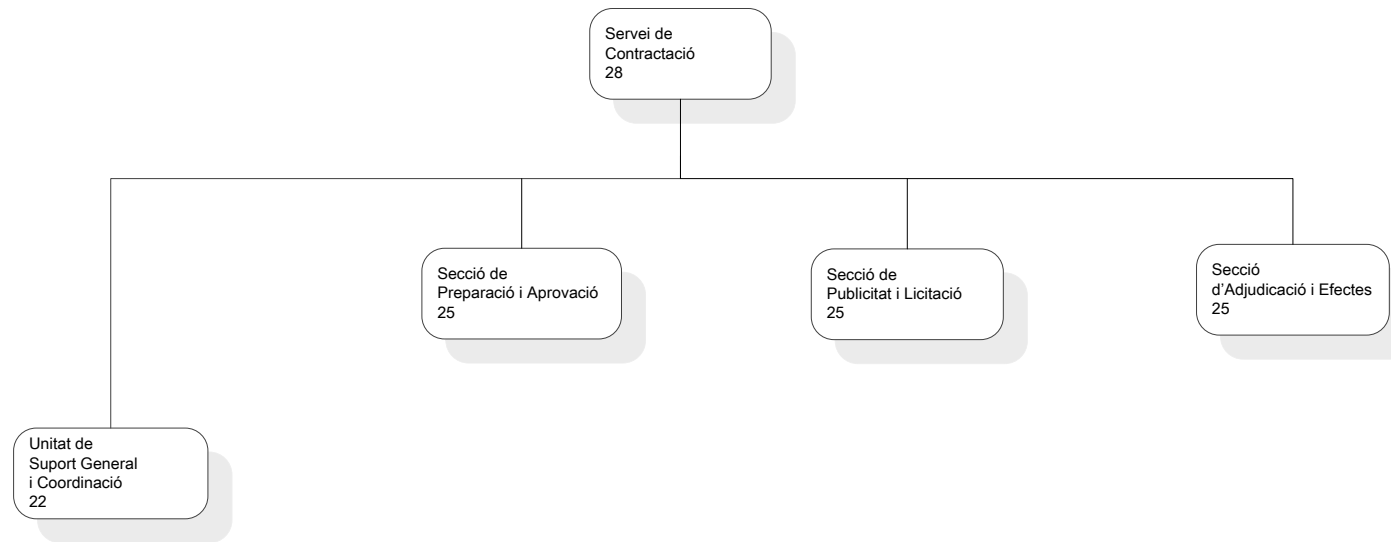 Servei de
Contractació
28
Secció de
Preparació i Aprovació
25
Secció de
Publicitat i Licitació
25
Secció
d’Adjudicació i Efectes
25
Unitat de
Suport General
i Coordinació
22